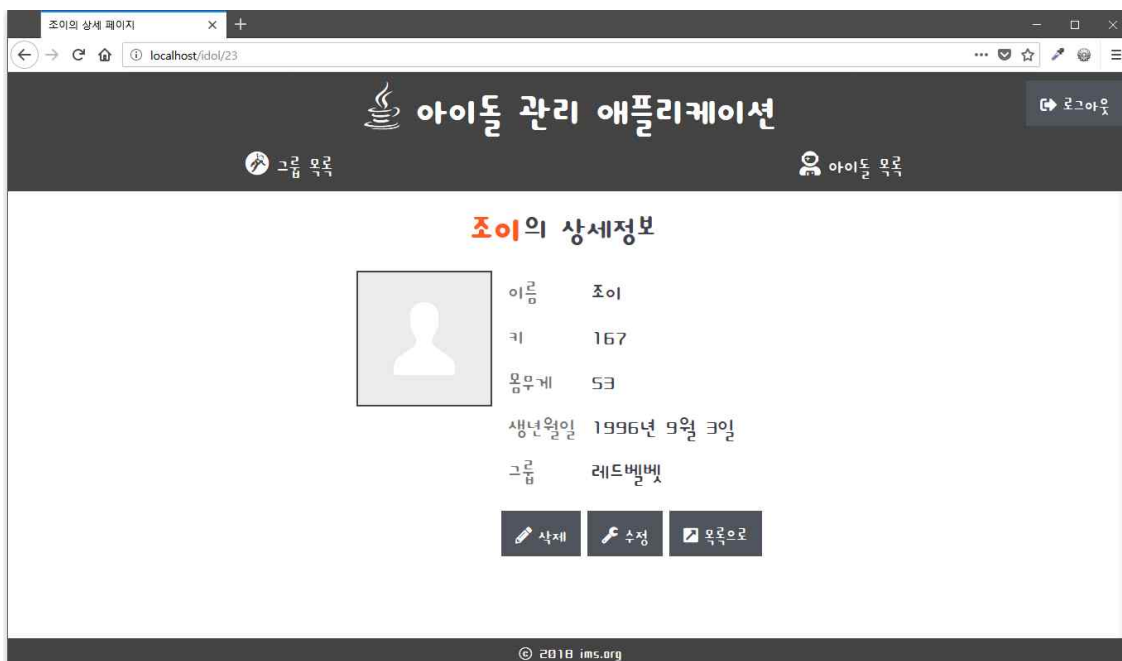 조이의 상세 페이지
localhost/idol/23
아이돌 관리 애플리케이션
로그아웃
그룹 목록
아이돌 목록
조이의 상세정보
이름 조이
키 167
몸무게 53
생년월일 1996년 9월 3일
그룹 레드벨벳
삭제 수정 목록으로
© 2018 ims.org